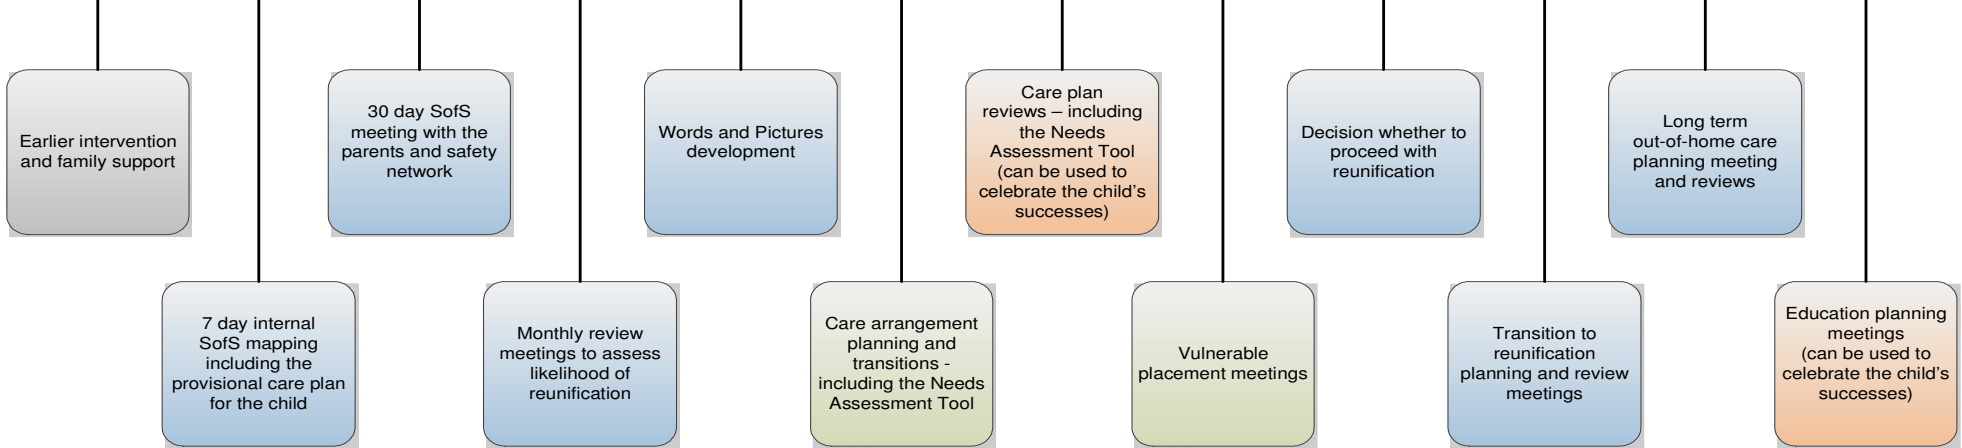 Earlier intervention
and family support
30 day SofS
meeting with the
parents and safety
network
Words and Pictures
development
Care plan
reviews – including
the Needs
Assessment Tool
(can be used to
celebrate the child’s
successes)
Decision whether to
proceed with
reunification
Long term
out-of-home care
planning meeting
and reviews
7 day internal
SofS mapping
including the
provisional care plan
for the child
Monthly review
meetings to assess
likelihood of
reunification
Care arrangement
planning and
transitions -
including the Needs
Assessment Tool
Vulnerable
placement meetings
Transition to
reunification
planning and review
meetings
Education planning
meetings
(can be used to
celebrate the child’s
successes)